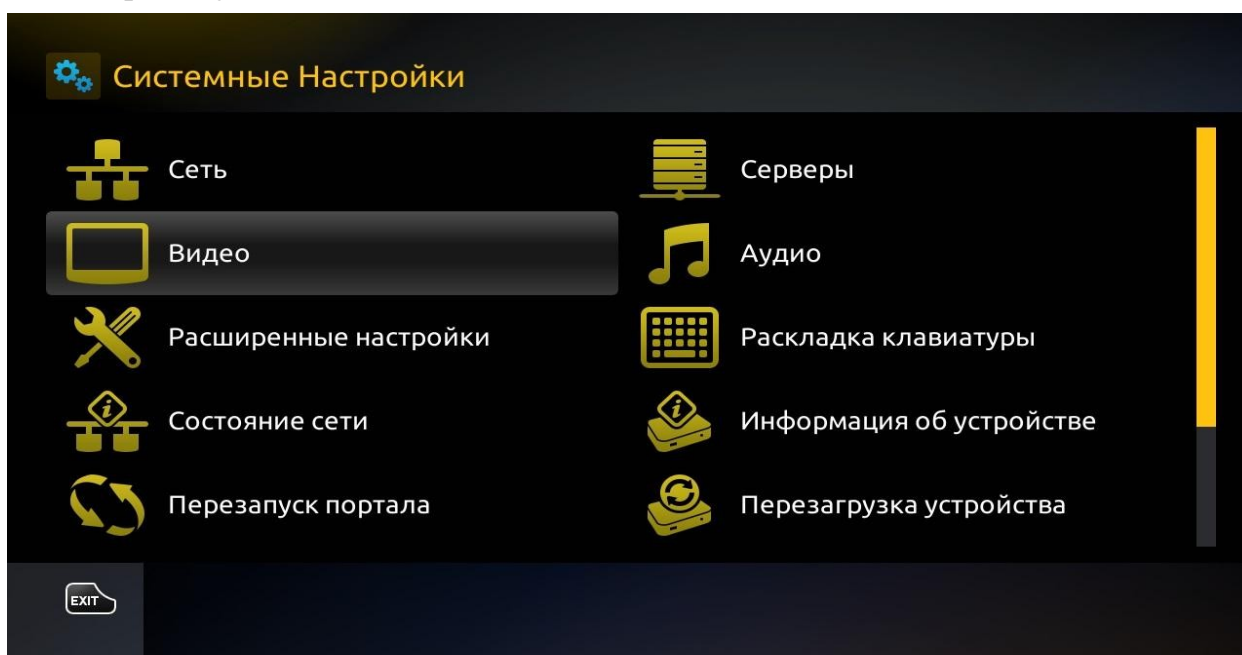 Системные Настройки
Сеть
Серверы
Видео
Аудио
Расширенные настройки
Раскладка клавиатуры
Состояние сети
Информация об устройстве
Перезапуск портала
Перезагрузка устройства
EXIT